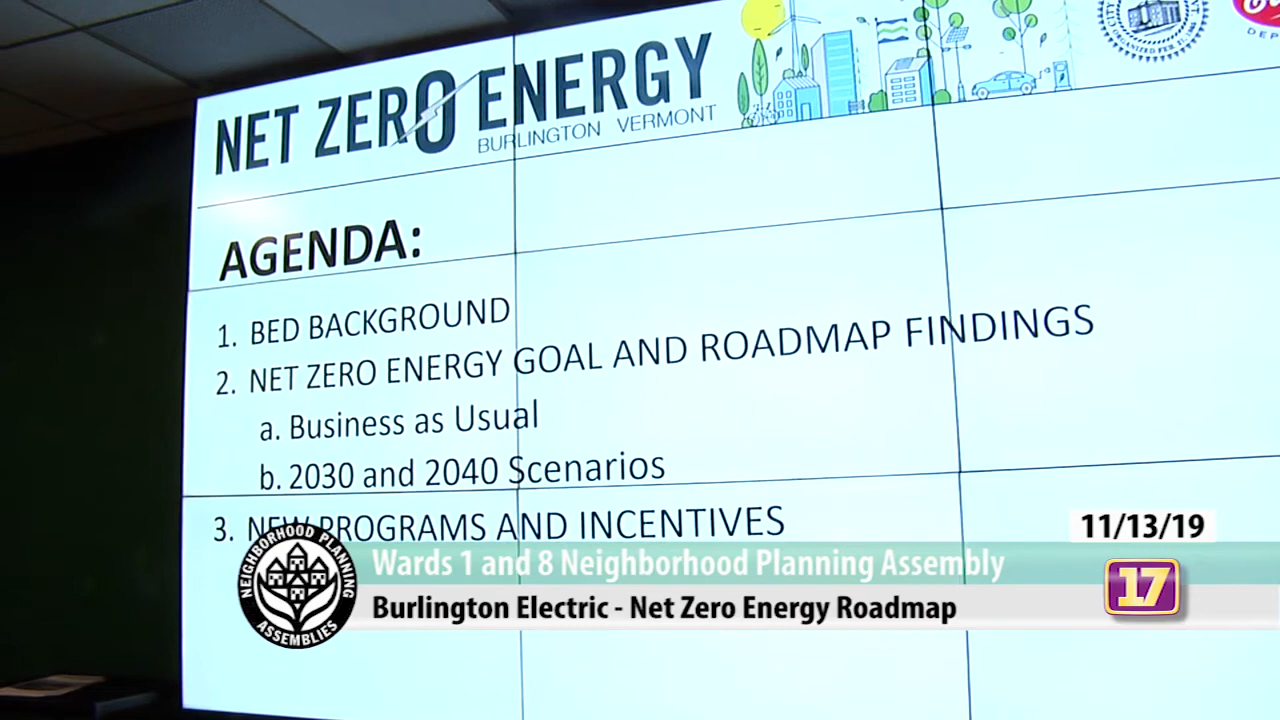 NET ZERO ENERGY
BURLINGTON VERMONT
AGENDA:
1. BED BACKGROUND
2. NET ZERO ENERGY GOAL AND ROADMAP FINDINGS
a. Business as Usual
b. 2030 and 2040 Scenarios
3. NEW PROGRAMS AND INCENTIVES
11/13/19
Wards 1 and 8 Neighborhood Planning Assembly
17
Burlington Electric - Net Zero Energy Roadmap
NEIGHBORHOOD PLANNING
ASSEMBLIES